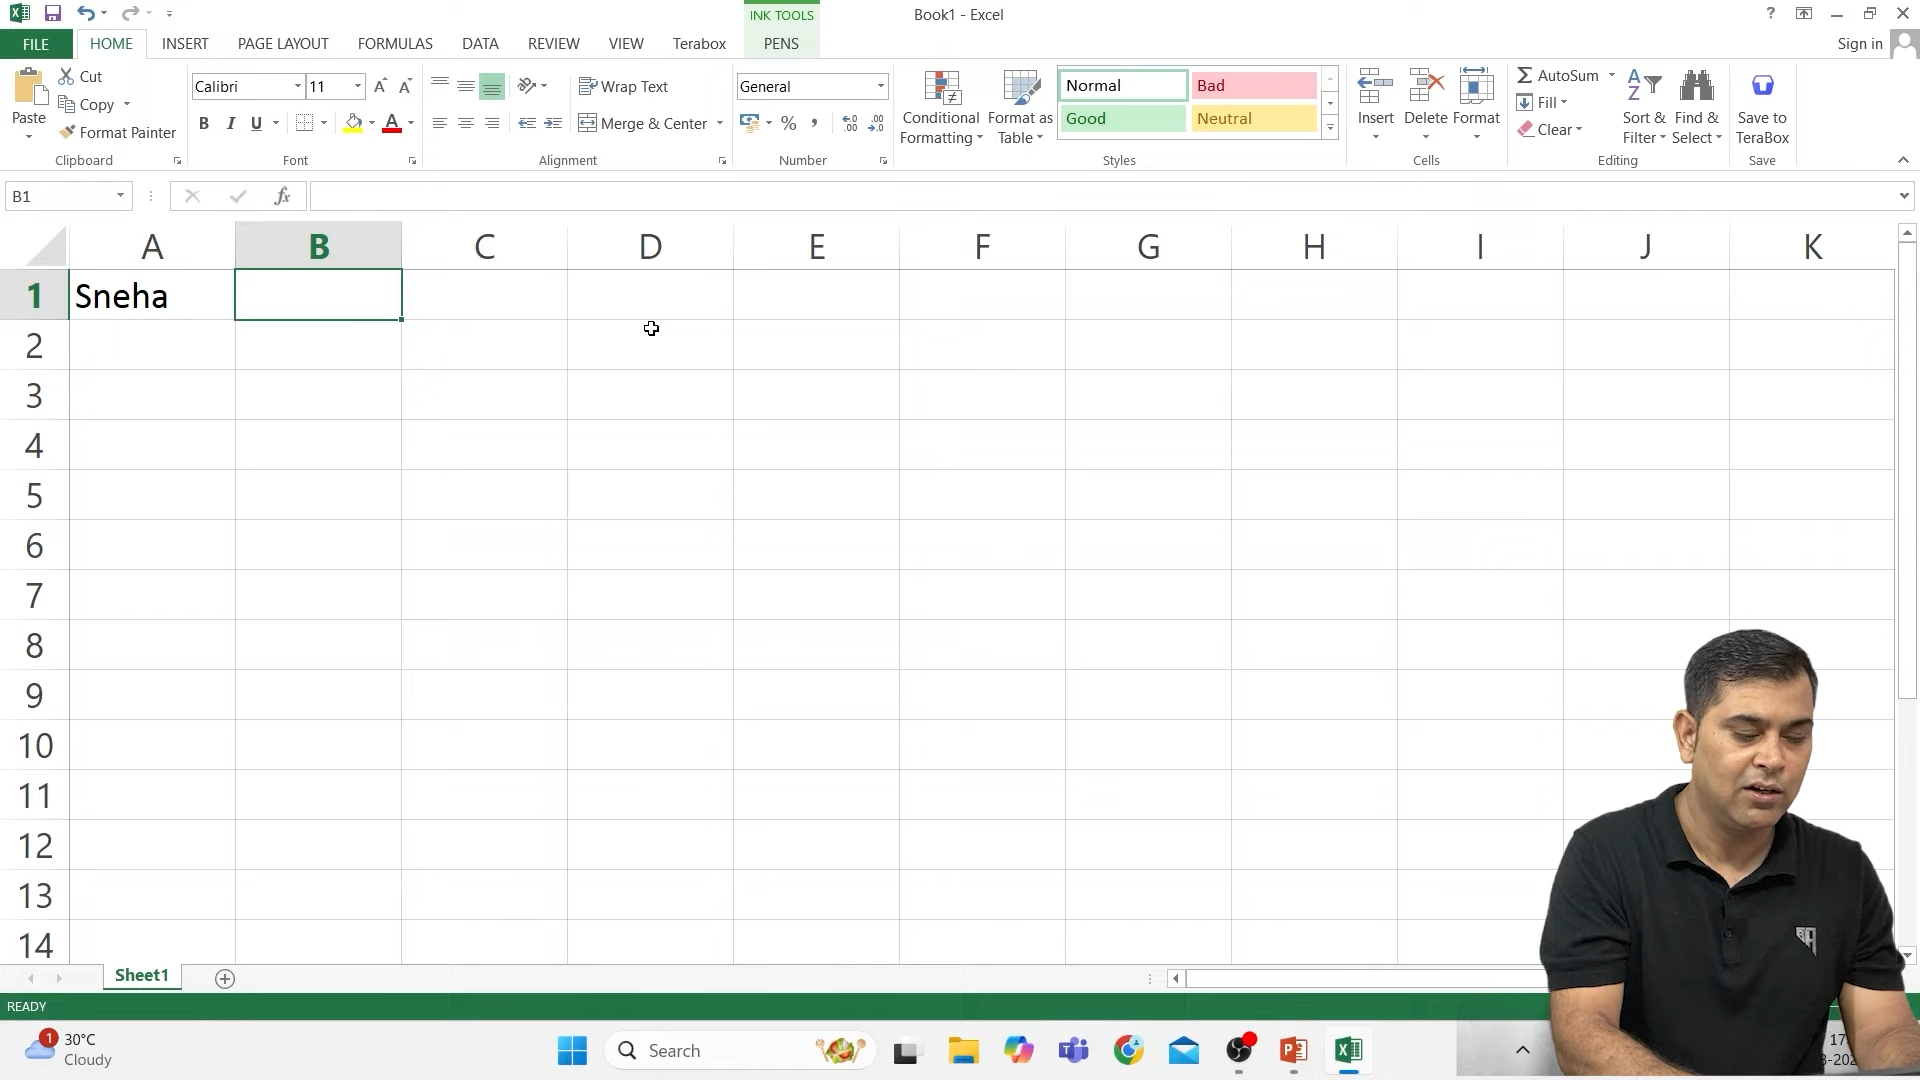 INK TOOLS
Book1 - Excel
?
FILE
HOME
INSERT
PAGE LAYOUT
FORMULAS
DATA
REVIEW
VIEW
Terabox
PENS
Sign in
Paste
Cut
Copy
Format Painter
Clipboard
Calibri
11
B I U
Font
Wrap Text
Merge & Center
Alignment
General
%
Number
Conditional
Formatting
Format as
Table
Normal
Bad
Good
Neutral
Styles
Insert
Delete
Format
Cells
AutoSum
Fill
Clear
Sort &
Filter
Find &
Select
Editing
Save to
TeraBox
Save
B1
fx
A B C D E F G H I J K
1 Sneha
2
3
4
5
6
7
8
9
10
11
12
13
14
Sheet1
READY
1
30°C
Cloudy
Search